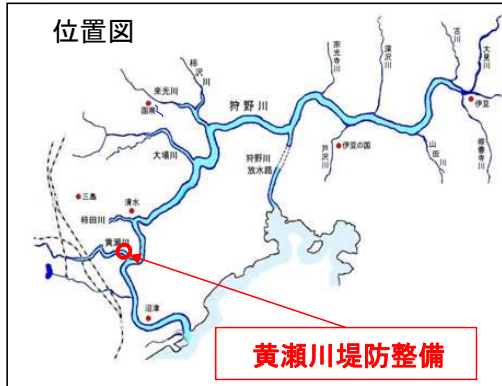 位置図
柿沢川
来光川
函南
狩野川
宗光寺川
深沢川
古川
大見川
伊豆
修善寺川
山田川
戸沢川
伊豆の国
狩野川
放水路
大場川
三島
清水
柿田川
黄瀬川
沼津
黄瀬川堤防整備